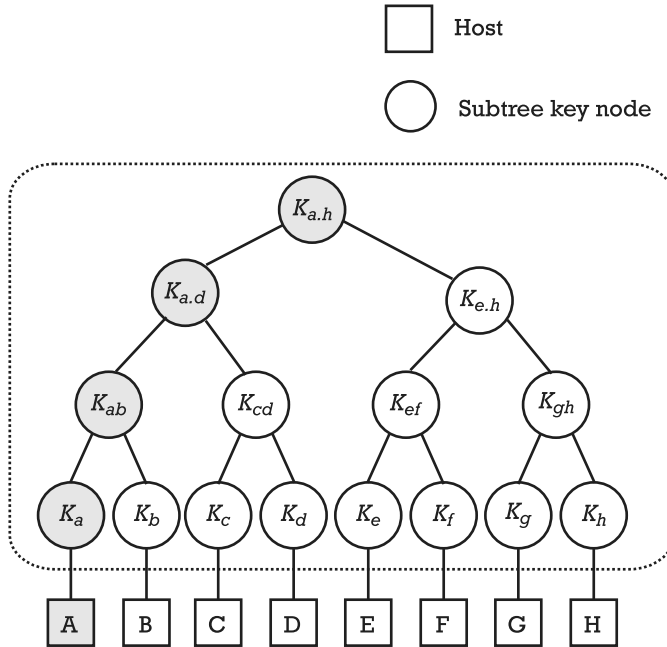 Host
Subtree key node
Ka.h
Ka.d
Ke.h
Kab
Kcd
Kef
Kgh
Ka
Kb
Kc
Kd
Ke
Kf
Kg
Kh
A
B
C
D
E
F
G
H